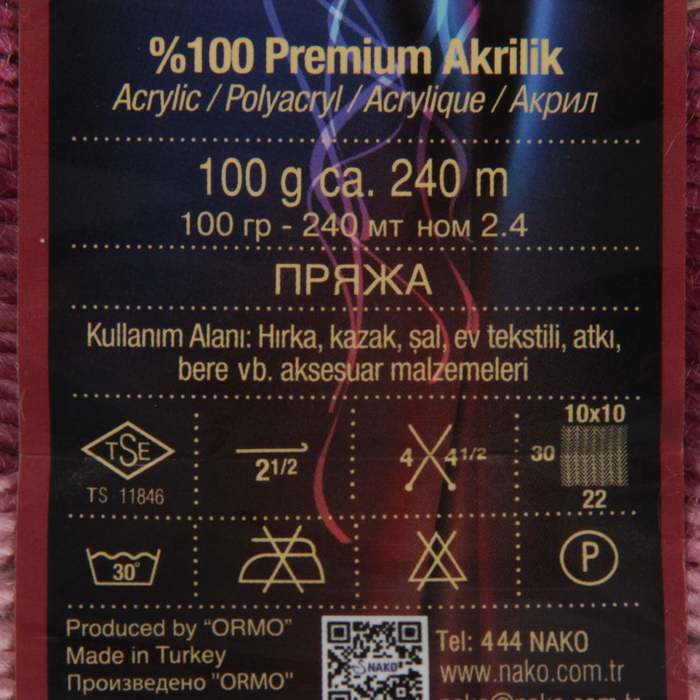 %100 Premium Akrilik
Acrylic / Polyacryl / Acrylique / Акрил
100 g ca. 240 m
100 гр - 240 мт ном 2.4
ПРЯЖА
Kullanım Alanı: Hırka, kazak, şal, ev tekstili, atkı,
bere vb. aksesuar malzemeleri
TSE
TS 11846
2 1/2
4 4 1/2
10x10
30
22
30°
P
Produced by "ORMO"
Made in Turkey
Произведено "ORMO"
NAKO
Tel: 444 NAKO
www.nako.com.tr